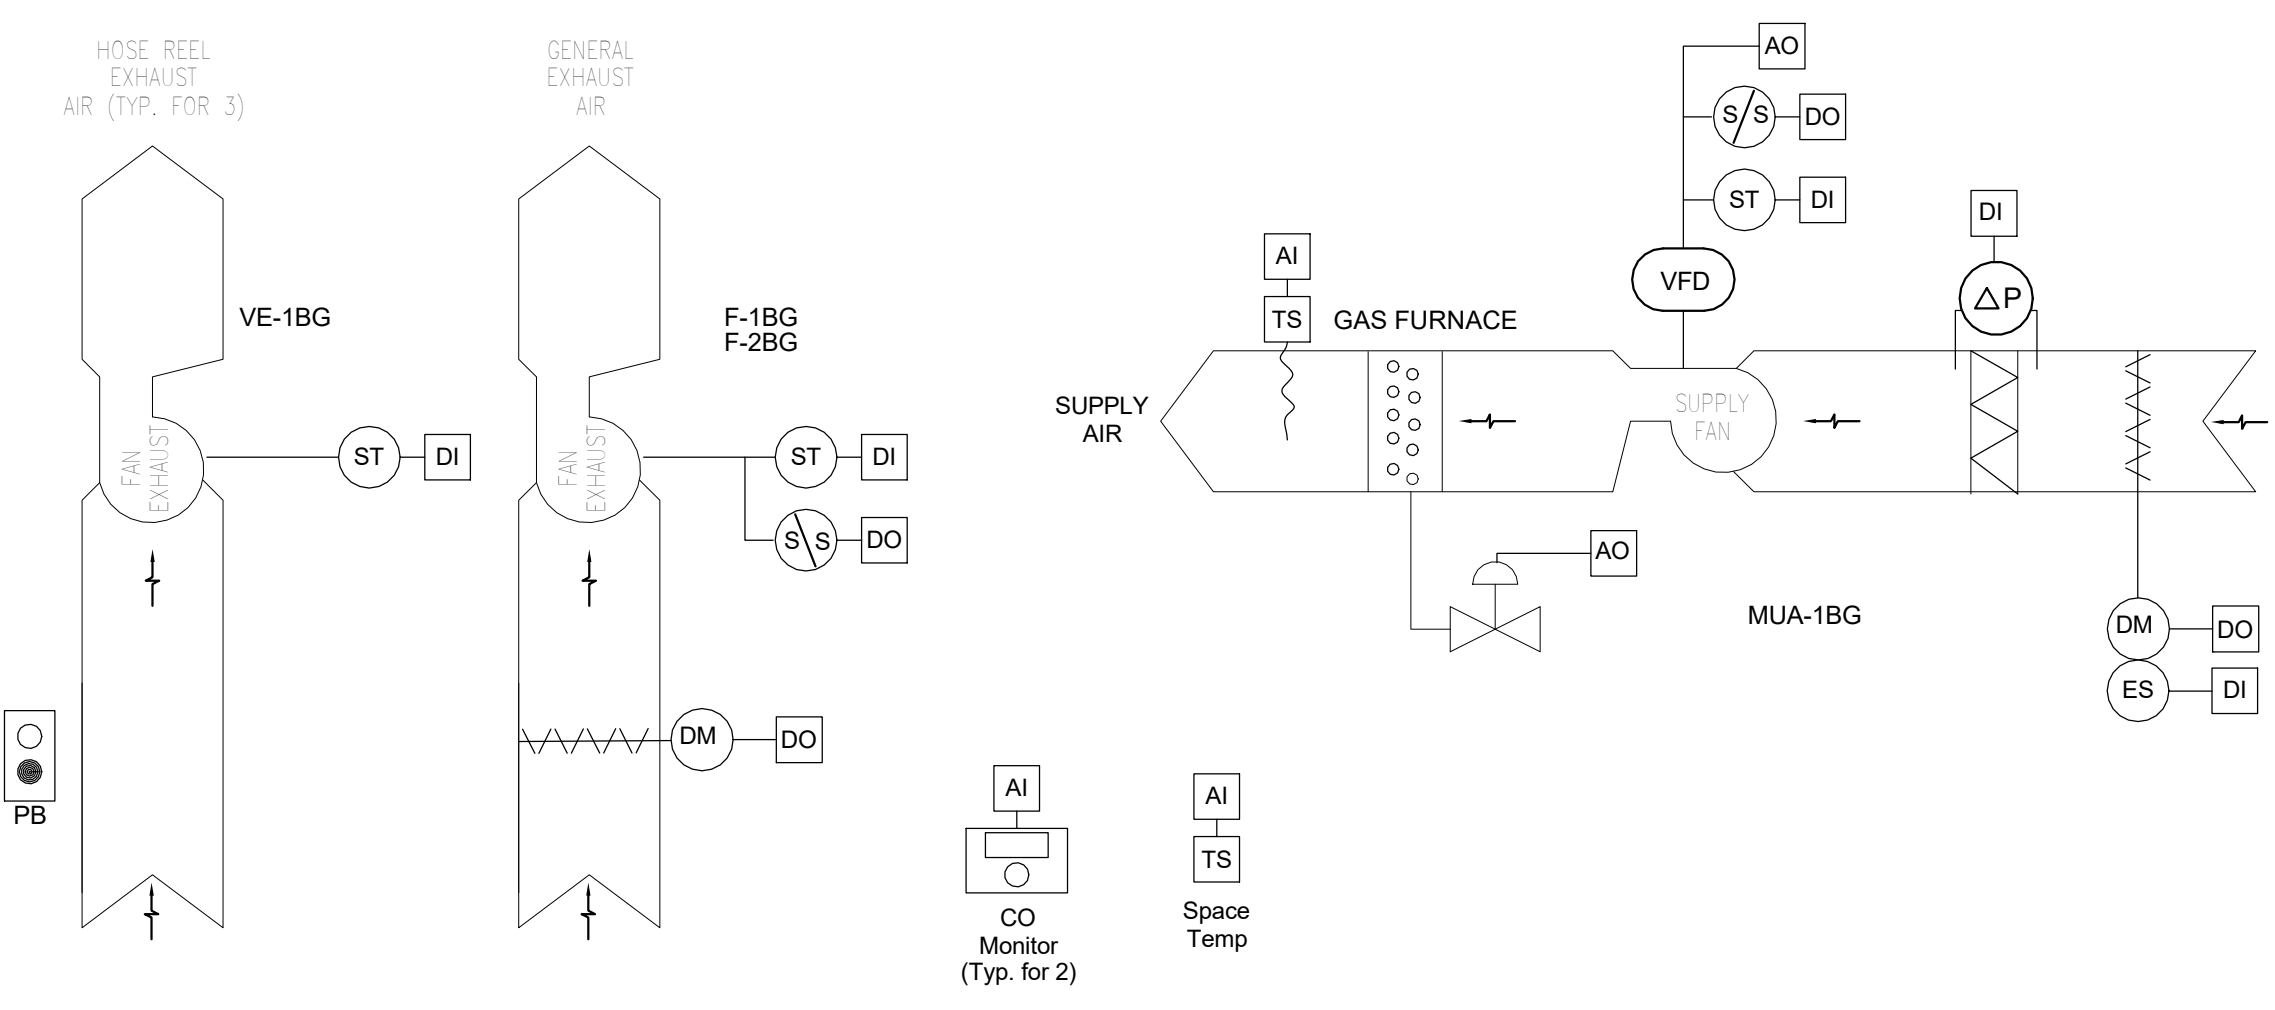 HOSE REEL
EXHAUST
AIR (TYP. FOR 3)
VE-1BG
FAN
EXHAUST
ST
DI
PB
GENERAL
EXHAUST
AIR
F-1BG
F-2BG
FAN
EXHAUST
ST
DI
S\S
DO
DM
DO
AI
CO
Monitor
(Typ. for 2)
AI
TS
Space
Temp
AO
S/S
DO
ST
DI
VFD
DI
△P
AI
TS
GAS FURNACE
SUPPLY
AIR
SUPPLY
FAN
AO
MUA-1BG
DM
DO
ES
DI